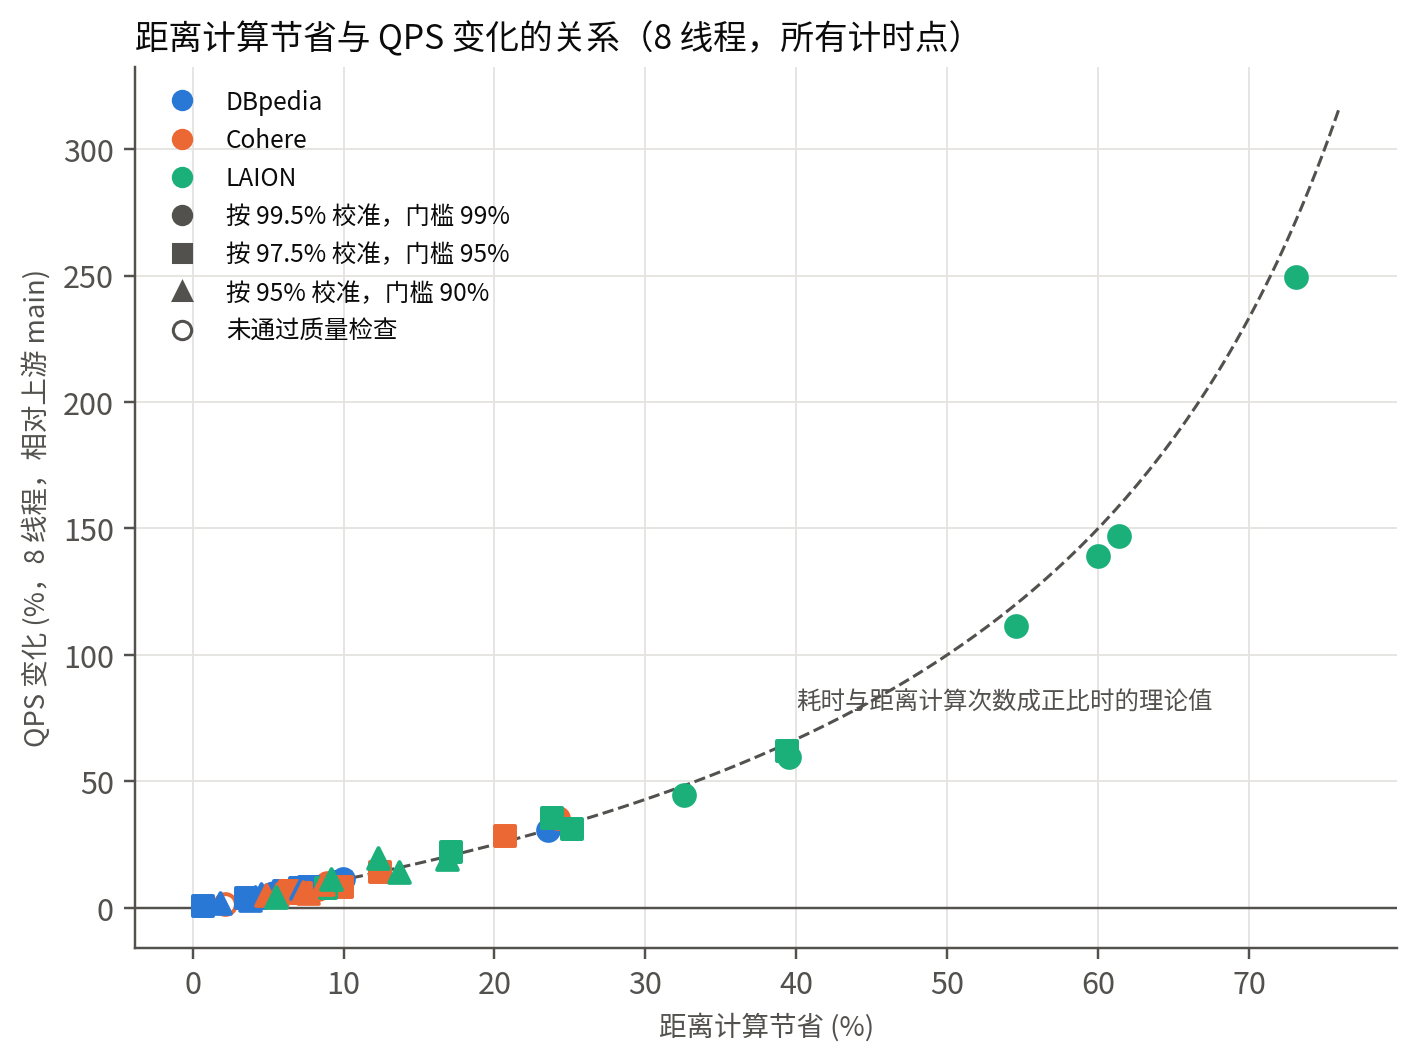 距离计算节省与 QPS 变化的关系（8 线程，所有计时点）
DBpedia
Cohere
LAION
按 99.5% 校准，门槛 99%
按 97.5% 校准，门槛 95%
按 95% 校准，门槛 90%
未通过质量检查
QPS 变化 (%，8 线程，相对上游 main)
300
250
200
150
100
50
0
耗时与距离计算次数成正比时的理论值
0 10 20 30 40 50 60 70
距离计算节省 (%)